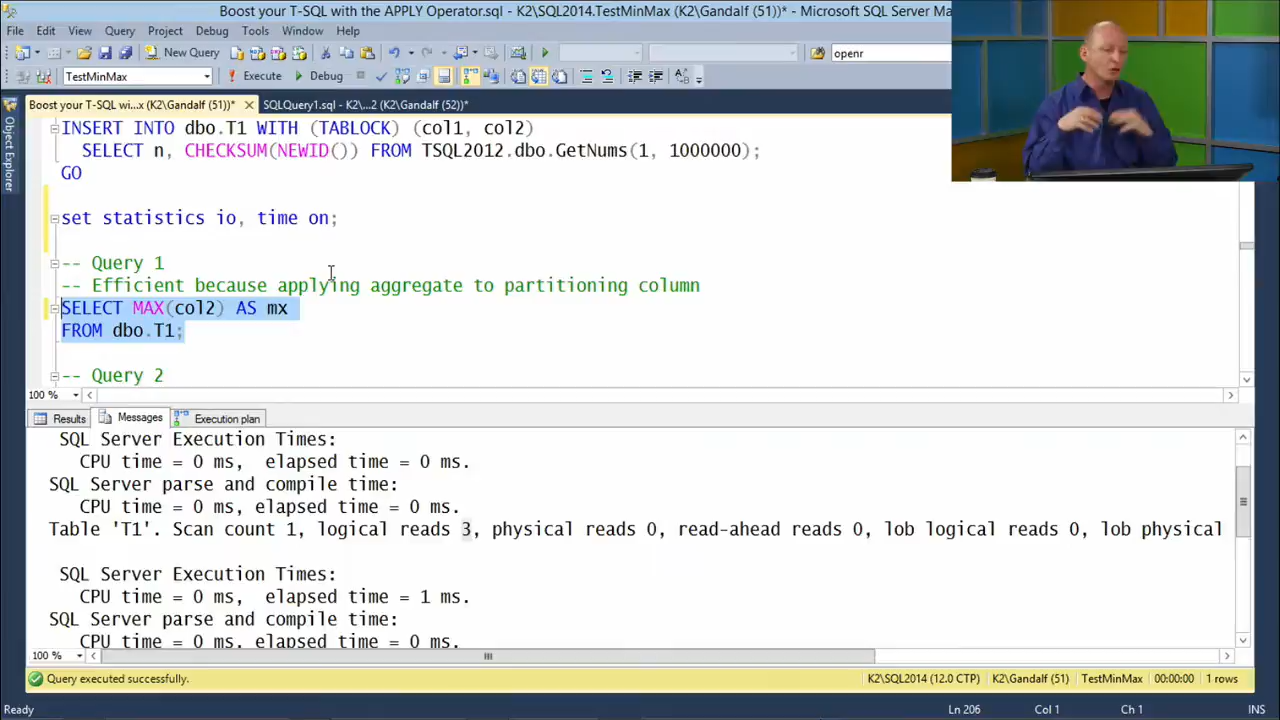 Boost your T-SQL with the APPLY Operator.sql - K2\SQL2014.TestMinMax (K2\Gandalf (51))* - Microsoft SQL Server Ma
File Edit View Query Project Debug Tools Window Help
New Query openr
TestMinMax Execute Debug
Boost your T-SQL wi...x (K2\Gandalf (51))* SQLQuery1.sql - K2\...2 (K2\Gandalf (52))*
Object Explorer
INSERT INTO dbo.T1 WITH (TABLOCK) (col1, col2)
SELECT n, CHECKSUM(NEWID()) FROM TSQL2012.dbo.GetNums(1, 1000000);
GO
set statistics io, time on;
-- Query 1
-- Efficient because applying aggregate to partitioning column
SELECT MAX(col2) AS mx
FROM dbo.T1;
-- Query 2
100 %
Results Messages Execution plan
SQL Server Execution Times:
CPU time = 0 ms, elapsed time = 0 ms.
SQL Server parse and compile time:
CPU time = 0 ms, elapsed time = 0 ms.
Table 'T1'. Scan count 1, logical reads 3, physical reads 0, read-ahead reads 0, lob logical reads 0, lob physical
SQL Server Execution Times:
CPU time = 0 ms, elapsed time = 1 ms.
SQL Server parse and compile time:
CPU time = 0 ms, elapsed time = 0 ms.
100 %
Query executed successfully. K2\SQL2014 (12.0 CTP) K2\Gandalf (51) TestMinMax 00:00:00 1 rows
Ready Ln 206 Col 1 Ch 1 INS